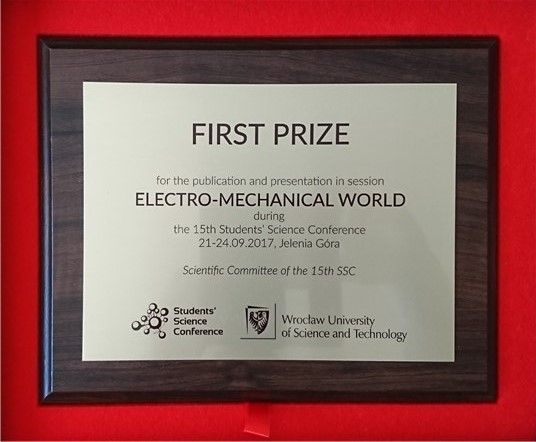 FIRST PRIZE
for the publication and presentation in session
ELECTRO-MECHANICAL WORLD
during
the 15th Students' Science Conference
21-24.09.2017, Jelenia Góra
Scientific Committee of the 15th SSC
Students'
Science
Conference
Wrocław University
of Science and Technology